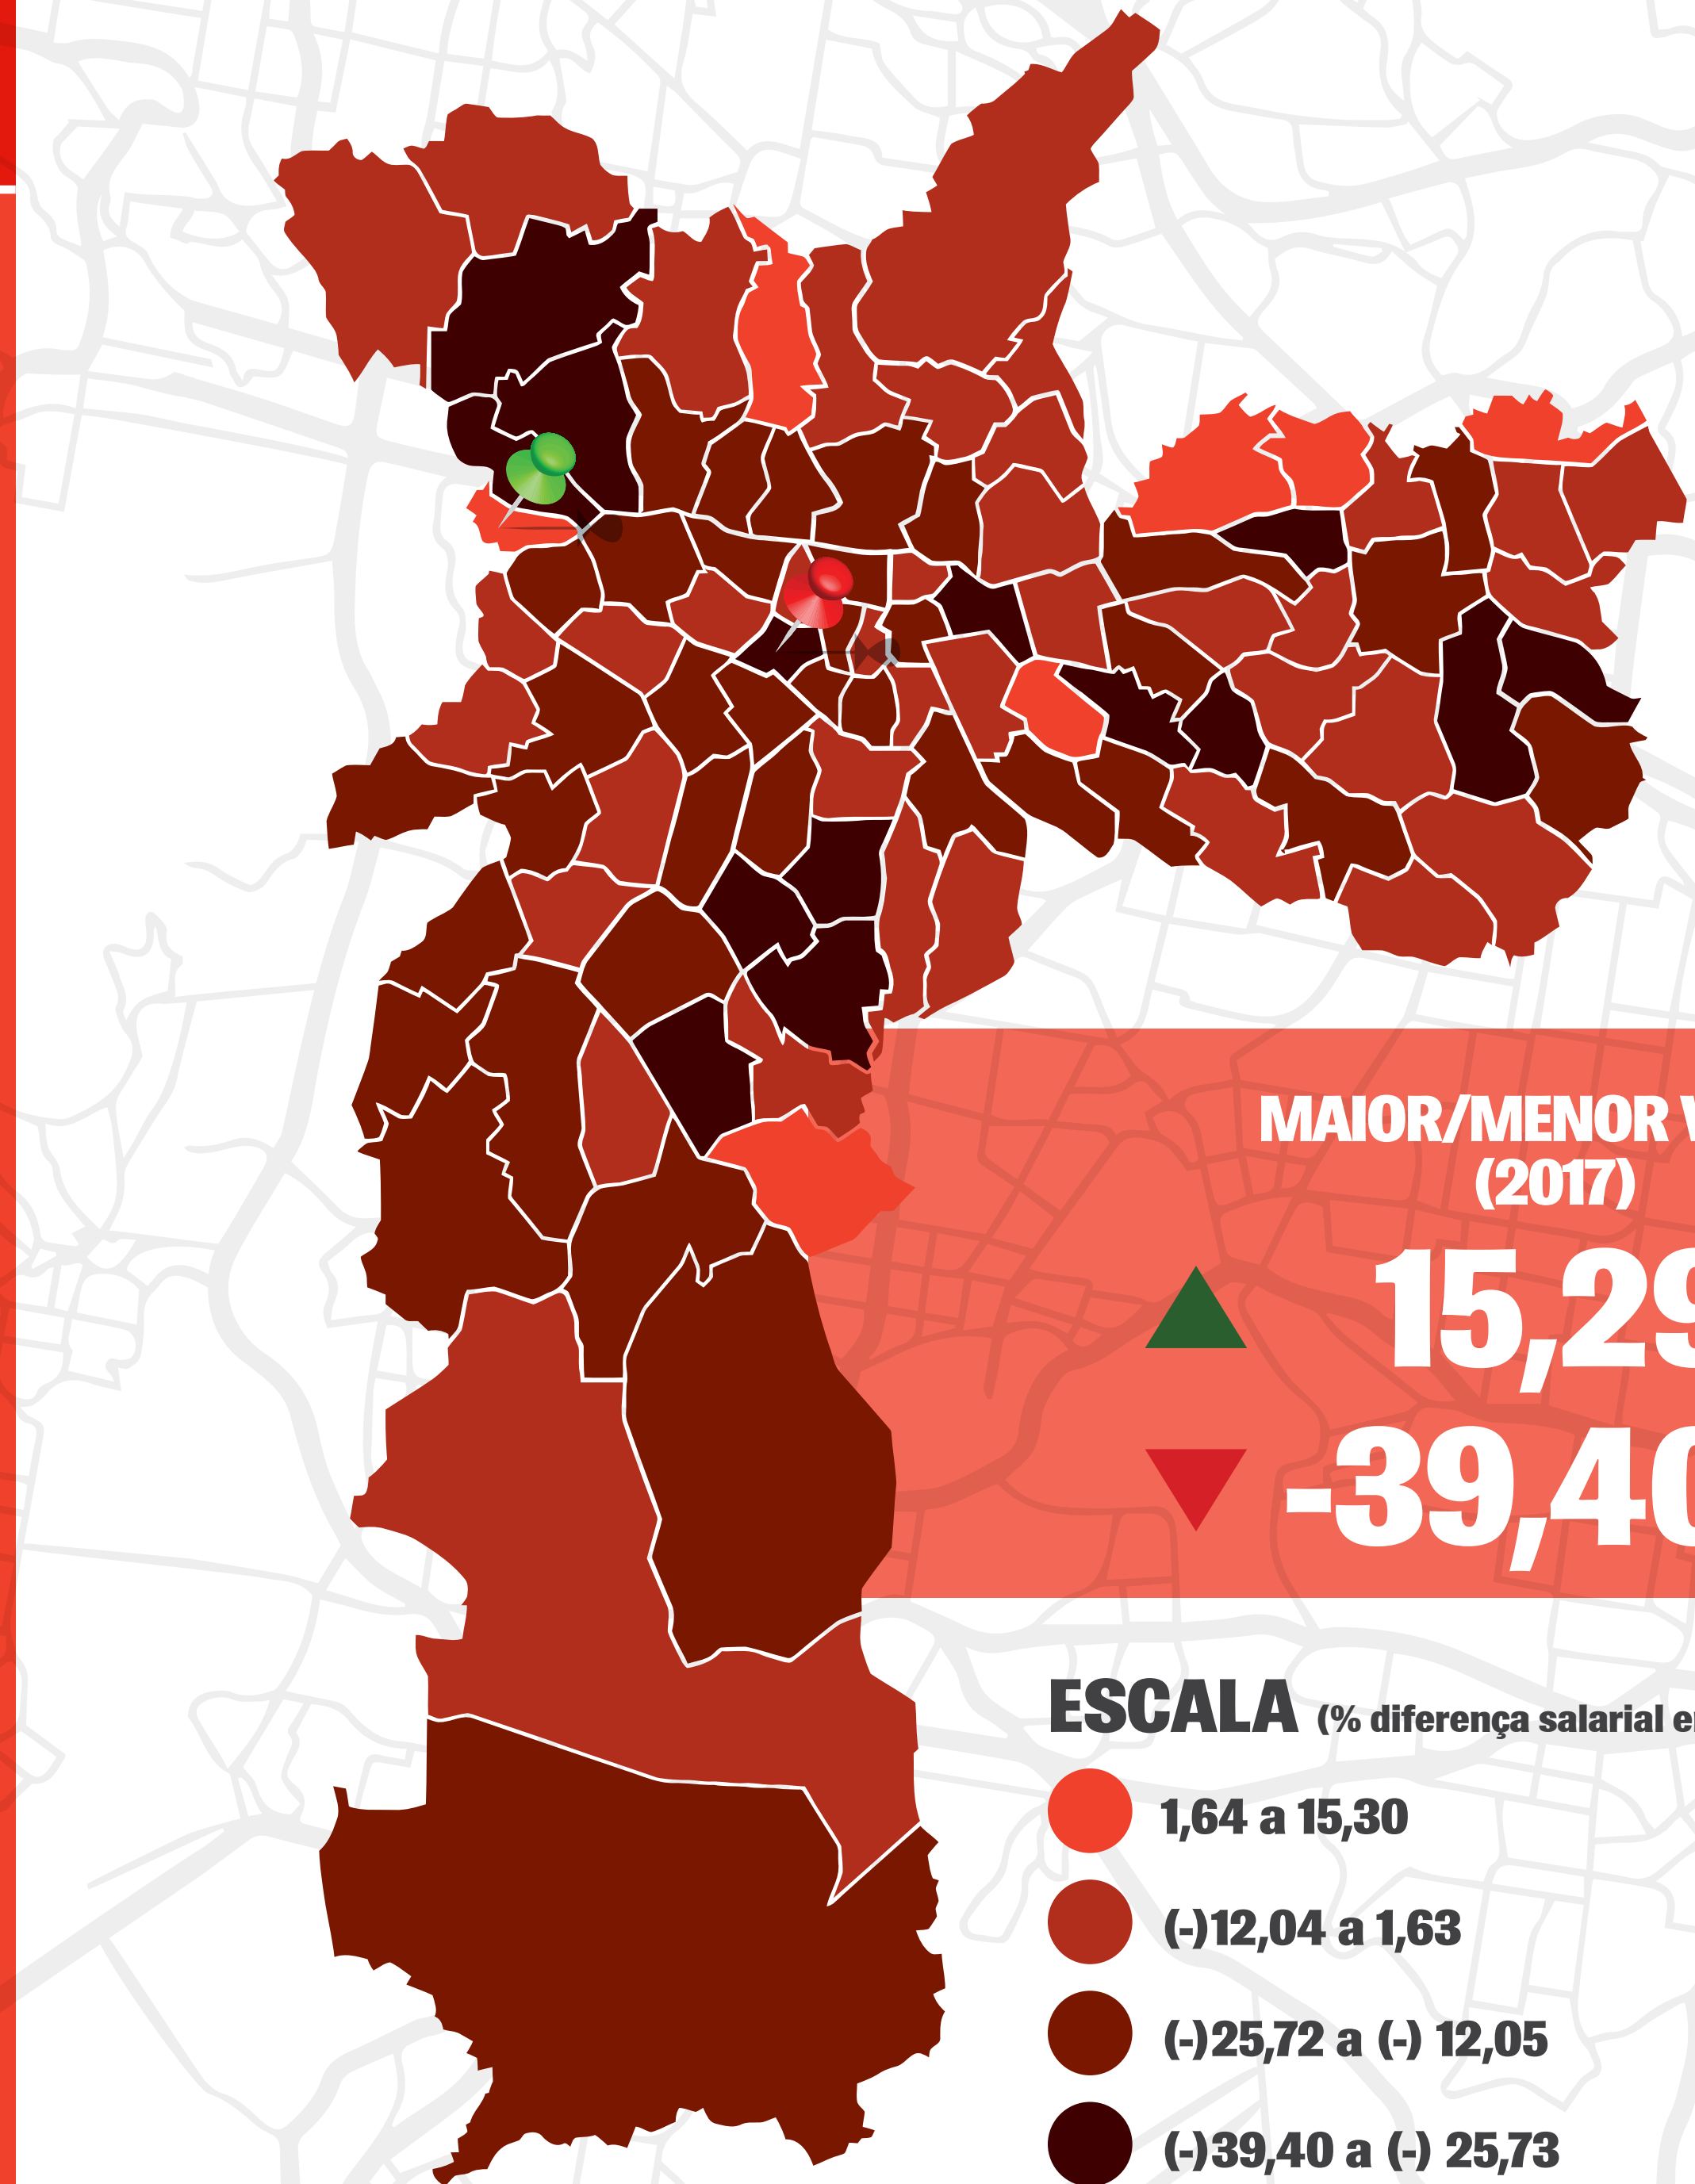 MAIOR/MENOR
(2017)
15,29
-39,40
ESCALA (% diferença salarial
1,64 a 15,30
(-)12,04 a 1,63
(-)25,72 a (-) 12,05
(-)39,40 a (-) 25,73